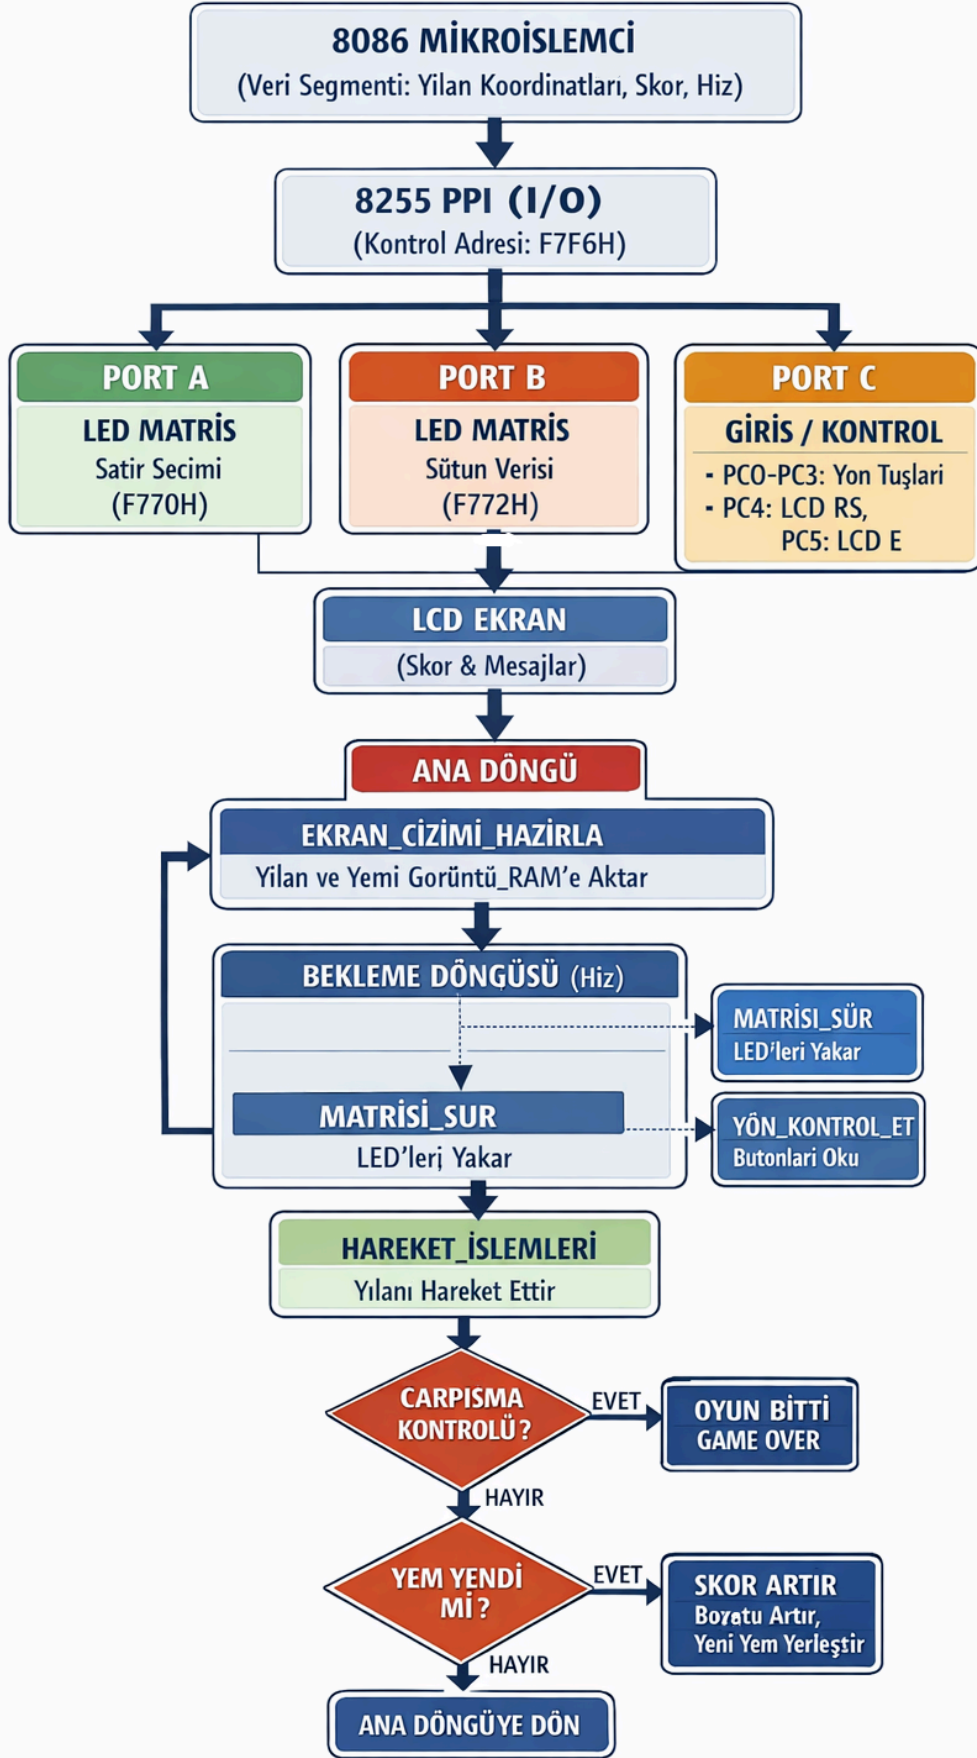 8086 MİKROİSLEMCİ
(Veri Segmenti: Yilan Koordinatları, Skor, Hiz)
8255 PPI (I/O)
(Kontrol Adresi: F7F6H)
PORT A
LED MATRİS
Satir Secimi
(F770H)
PORT B
LED MATRİS
Sütun Verisi
(F772H)
PORT C
GİRİS / KONTROL
- PC0-PC3: Yon Tuşlari
- PC4: LCD RS,
PC5: LCD E
LCD EKRAN
(Skor & Mesajlar)
ANA DÖNGÜ
EKRAN_CİZİMİ_HAZİRLA
Yilan ve Yemi Gorüntü_RAM'e Aktar
BEKLEME DÖNGÜSÜ (Hiz)
MATRİSI_SÜR
LED'leri Yakar
MATRİSİ_SUR
LED'leri Yakar
YÖN_KONTROL_ET
Butonlari Oku
HAREKET_İSLEMLERİ
Yılanı Hareket Ettir
CARPISMA
KONTROLÜ?
EVET
OYUN BİTTİ
GAME OVER
HAYIR
YEM YENDİ
Mİ?
EVET
SKOR ARTIR
Artır,
Yeni Yem Yerleştir
HAYIR
ANA DÖNGÜYE DÖN